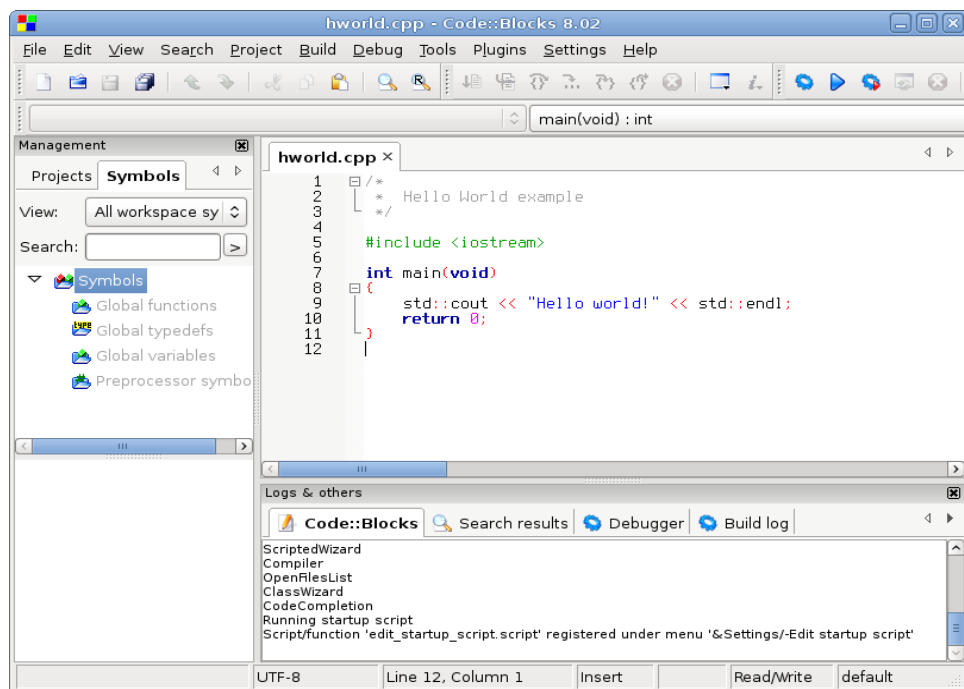 hworld.cpp - Code::Blocks 8.02
File Edit View Search Project Build Debug Tools Plugins Settings Help
main(void) : int
Management
Projects Symbols
View: All workspace sy
Search: >
Symbols
Global functions
TYPE Global typedefs
Global variables
Preprocessor symbo
hworld.cpp
1 /*
2 * Hello World example
3 */
4
5 #include <iostream>
6
7 int main(void)
8 {
9 std::cout << "Hello world!" << std::endl;
10 return 0;
11 }
12
Logs & others
Code::Blocks Search results Debugger Build log
ScriptedWizard
Compiler
OpenFilesList
ClassWizard
CodeCompletion
Running startup script
Script/function 'edit_startup_script.script' registered under menu '&Settings/-Edit startup script'
UTF-8 Line 12, Column 1 Insert Read/Write default